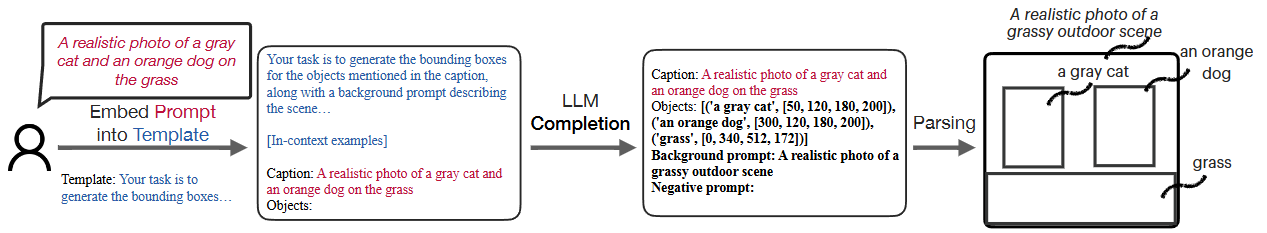 A realistic photo of a gray
cat and an orange dog on
the grass
Embed Prompt
into Template
Template: Your task is to
generate the bounding boxes…
Your task is to generate the bounding boxes
for the objects mentioned in the caption,
along with a background prompt describing
the scene…
[In-context examples]
Caption: A realistic photo of a gray cat and
an orange dog on the grass
Objects:
LLM
Completion
Caption: A realistic photo of a gray cat and
an orange dog on the grass
Objects: [('a gray cat', [50, 120, 180, 200]),
('an orange dog', [300, 120, 180, 200]),
('grass', [0, 340, 512, 172])]
Background prompt: A realistic photo of a
grassy outdoor scene
Negative prompt:
Parsing
A realistic photo of a
grassy outdoor scene
an orange
dog
a gray cat
grass